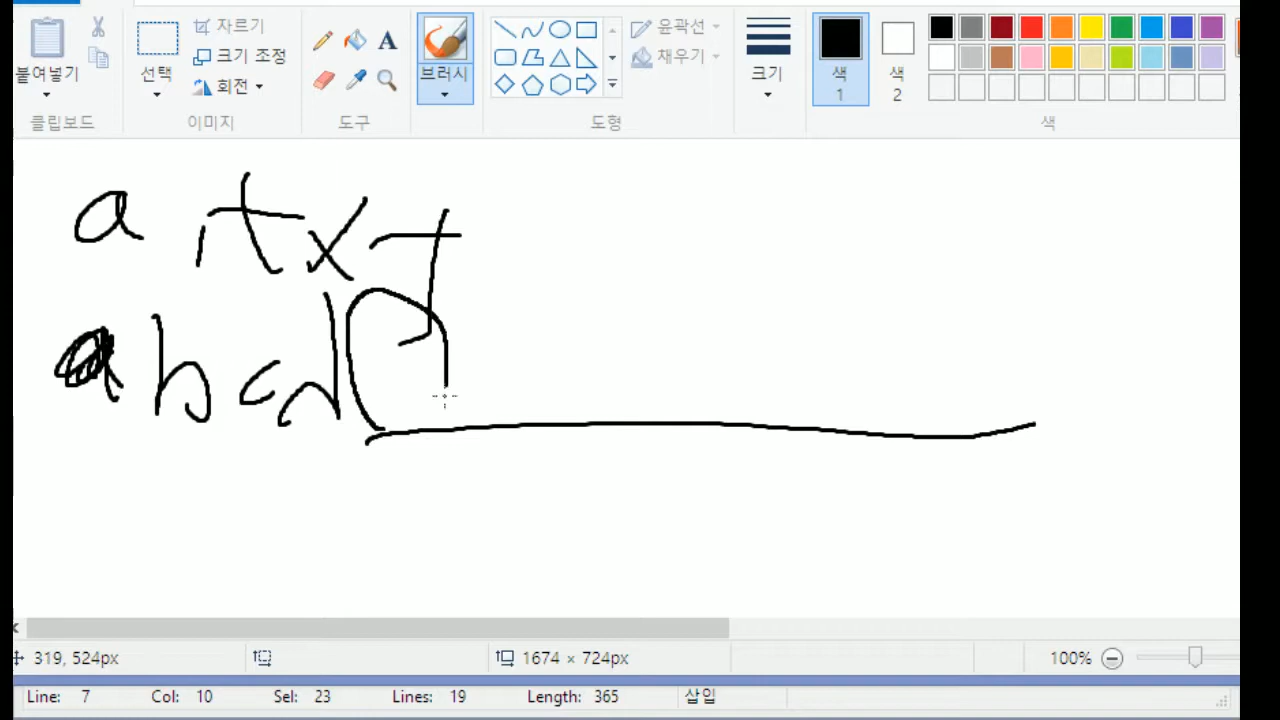 자르기
붙여넣기 선택 크기 조정 회전 브러시 윤곽선 채우기 크기 색 1 색 2
클립보드 이미지 도구 도형 색
a
a b c d
319, 524px 1674 × 724px 100%
Line: 7 Col: 10 Sel: 23 Lines: 19 Length: 365 삽입